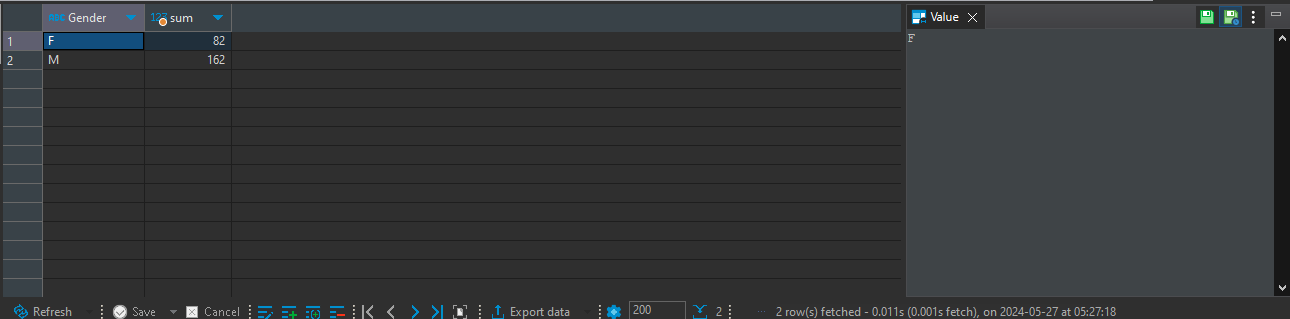 Gender 123 sum
1 F 82
2 M 162
Value
F
Refresh Save Cancel Export data 200 2 ... 2 row(s) fetched - 0.011s (0.001s fetch), on 2024-05-27 at 05:27:18